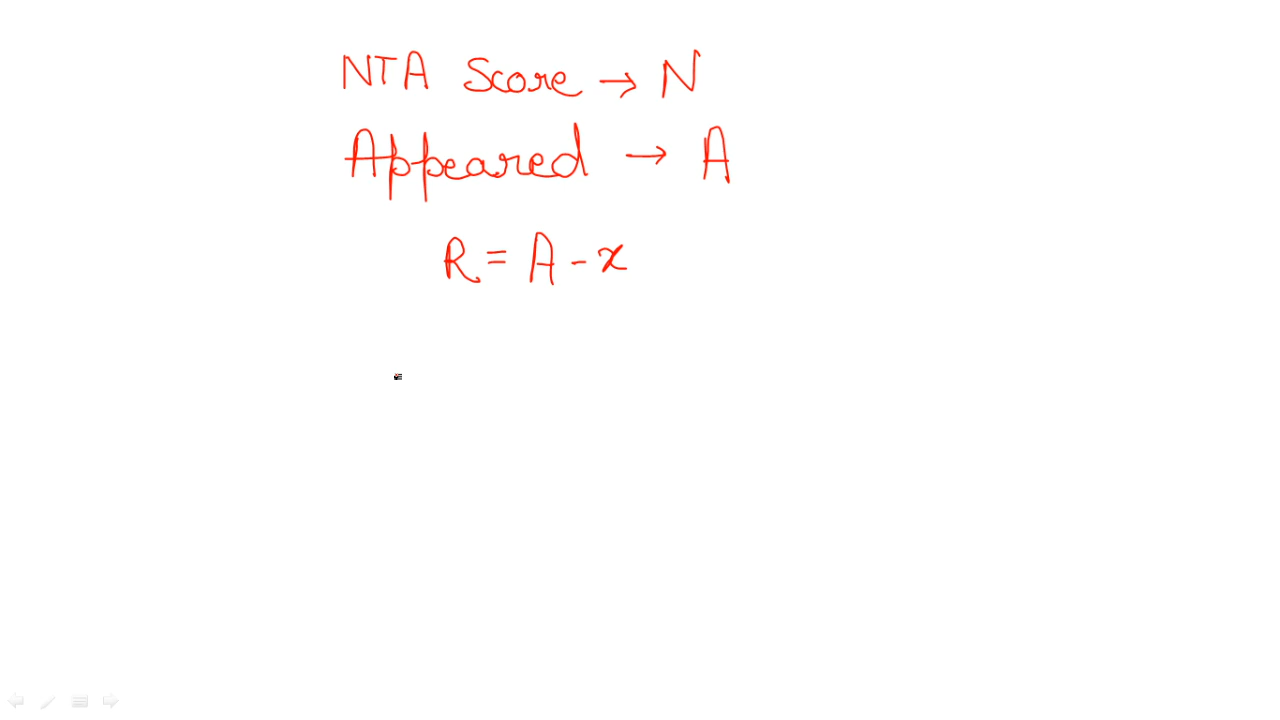 NTA Score → N
Appeared → A
R = A - x